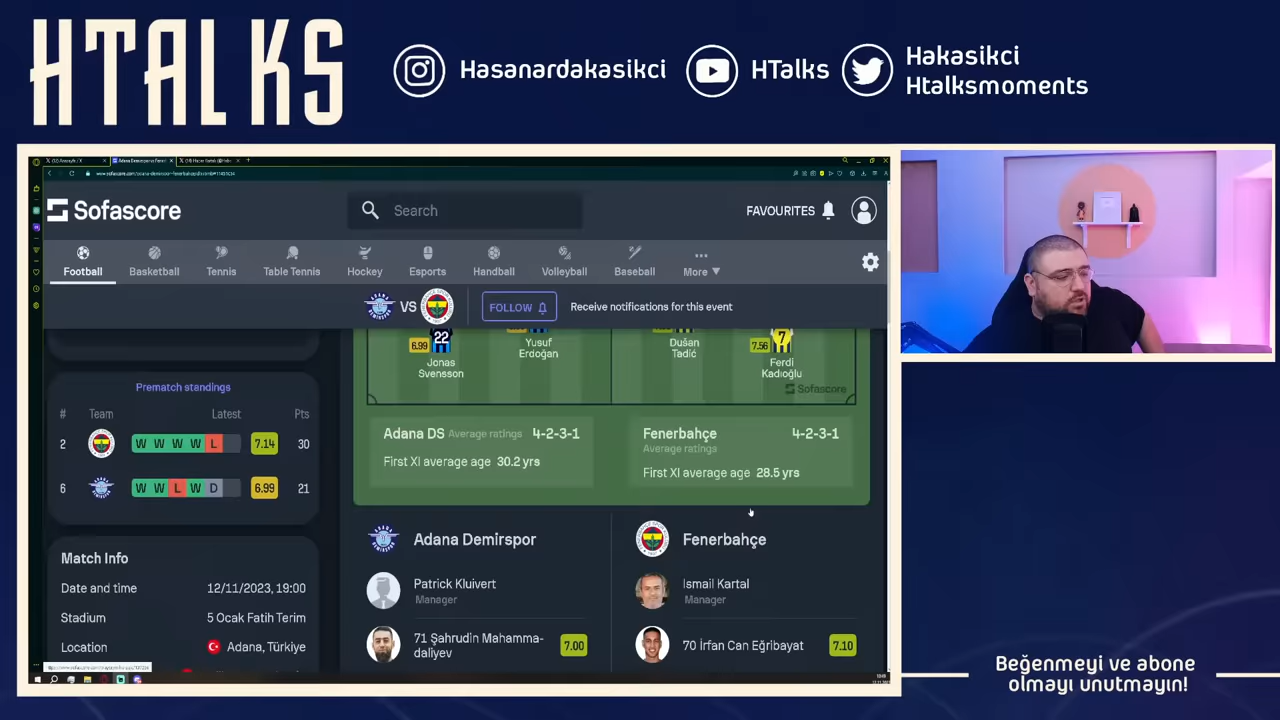 HTALKS
Hasanardakasikci
HTalks
Hakasikci
Htalksmoments
Sofascore
Search
FAVOURITES
Football
Basketball
Tennis
Table Tennis
Hockey
Esports
Handball
Volleyball
Baseball
More
VS
FOLLOW
Receive notifications for this event
Prematch standings
# Team Latest Pts
2 W W W W L 7.14 30
6 W W L W D 6.99 21
Match Info
Date and time 12/11/2023, 19:00
Stadium 5 Ocak Fatih Terim
Location Adana, Türkiye
6.99
22
Jonas
Svensson
Yusuf
Erdoğan
Dušan
Tadić
7.56
7
Ferdi
Kadıoğlu
Sofascore
Adana DS Average ratings 4-2-3-1
First XI average age 30.2 yrs
Fenerbahçe 4-2-3-1
Average ratings
First XI average age 28.5 yrs
Adana Demirspor
Patrick Kluivert
Manager
71 Şahrudin Mahamma-
daliyev
7.00
Fenerbahçe
Ismail Kartal
Manager
70 İrfan Can Eğribayat 7.10
Beğenmeyi ve abone
olmayı unutmayın!